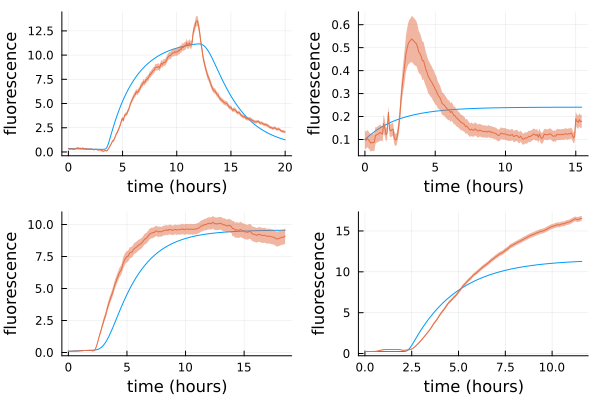 fluorescence
12.5
10.0
7.5
5.0
2.5
0.0
0 5 10 15 20
time (hours)
fluorescence
0.6
0.5
0.4
0.3
0.2
0.1
0 5 10 15
time (hours)
fluorescence
10.0
7.5
5.0
2.5
0.0
0 5 10 15
time (hours)
fluorescence
15
10
5
0
0.0 2.5 5.0 7.5 10.0
time (hours)